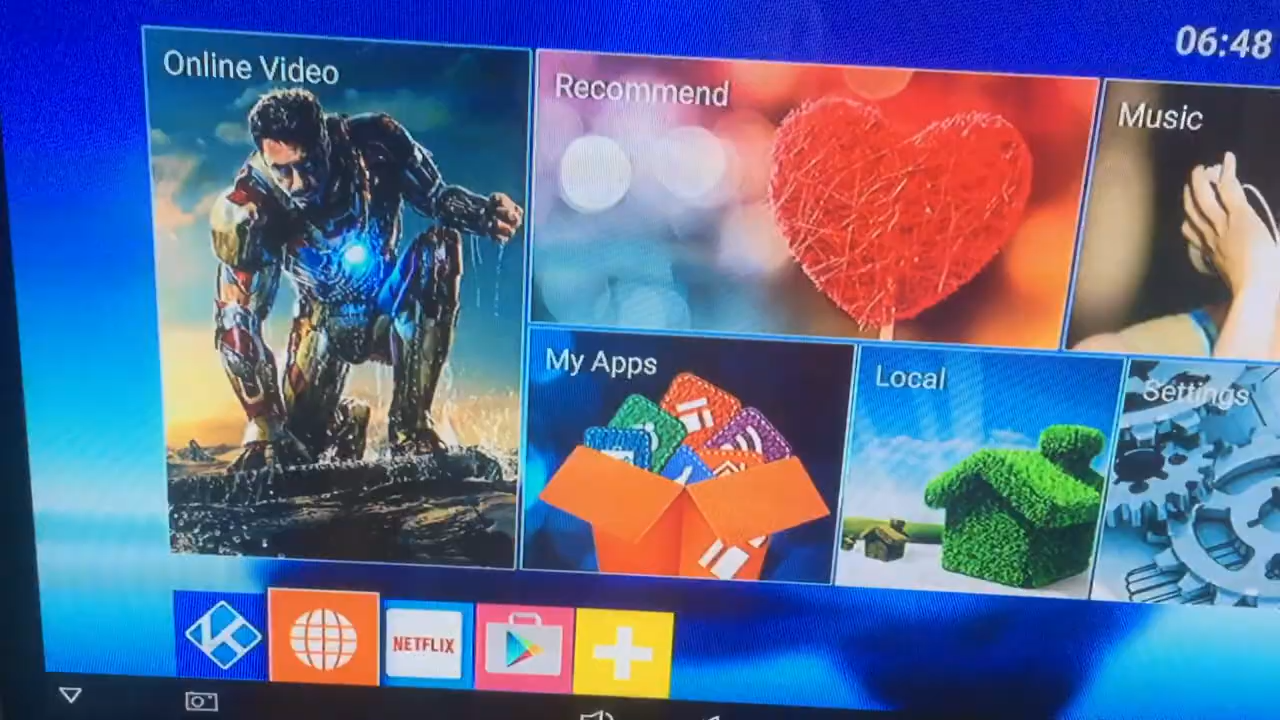 06:48
Online Video
Recommend
Music
My Apps
Local
Settings
NETFLIX